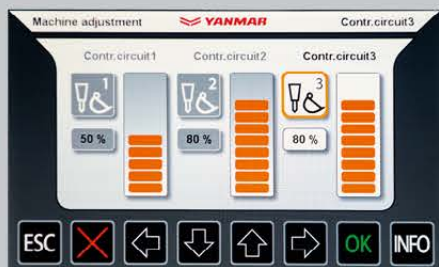 Machine adjustment YANMAR Contr.circuit3
Contr.circuit1 Contr.circuit2 Contr.circuit3
1 2 3
50 % 80 % 80 %
ESC OK INFO